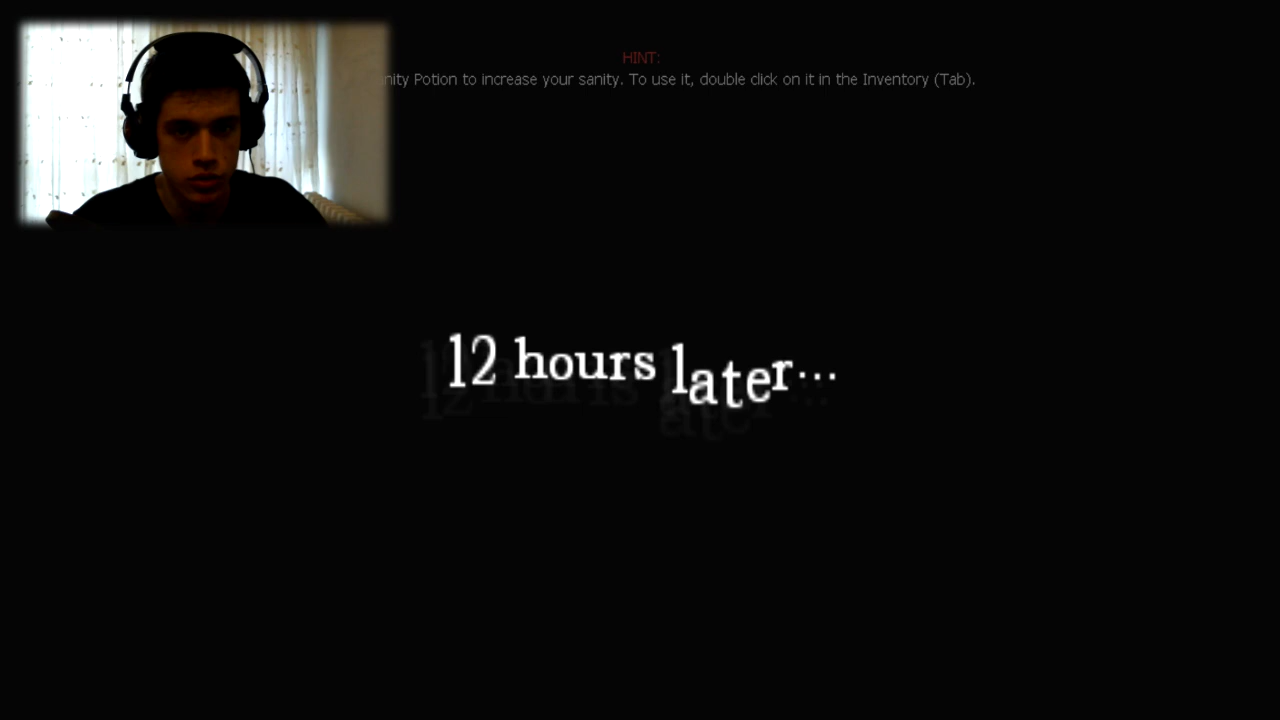 HINT:
Potion to increase your sanity. To use it, double click on it in the Inventory (Tab).
12 hours later...